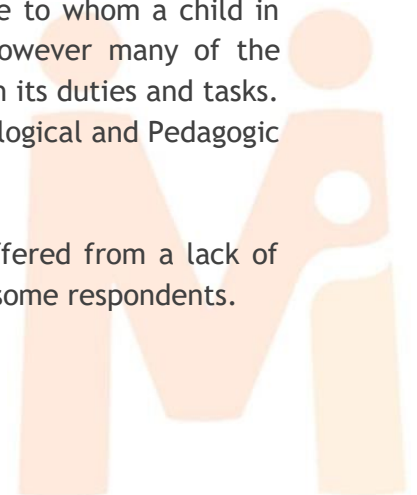 e to whom a child in
owever many of the
n its duties and tasks.
logical and Pedagogic
ffered from a lack of
some respondents.